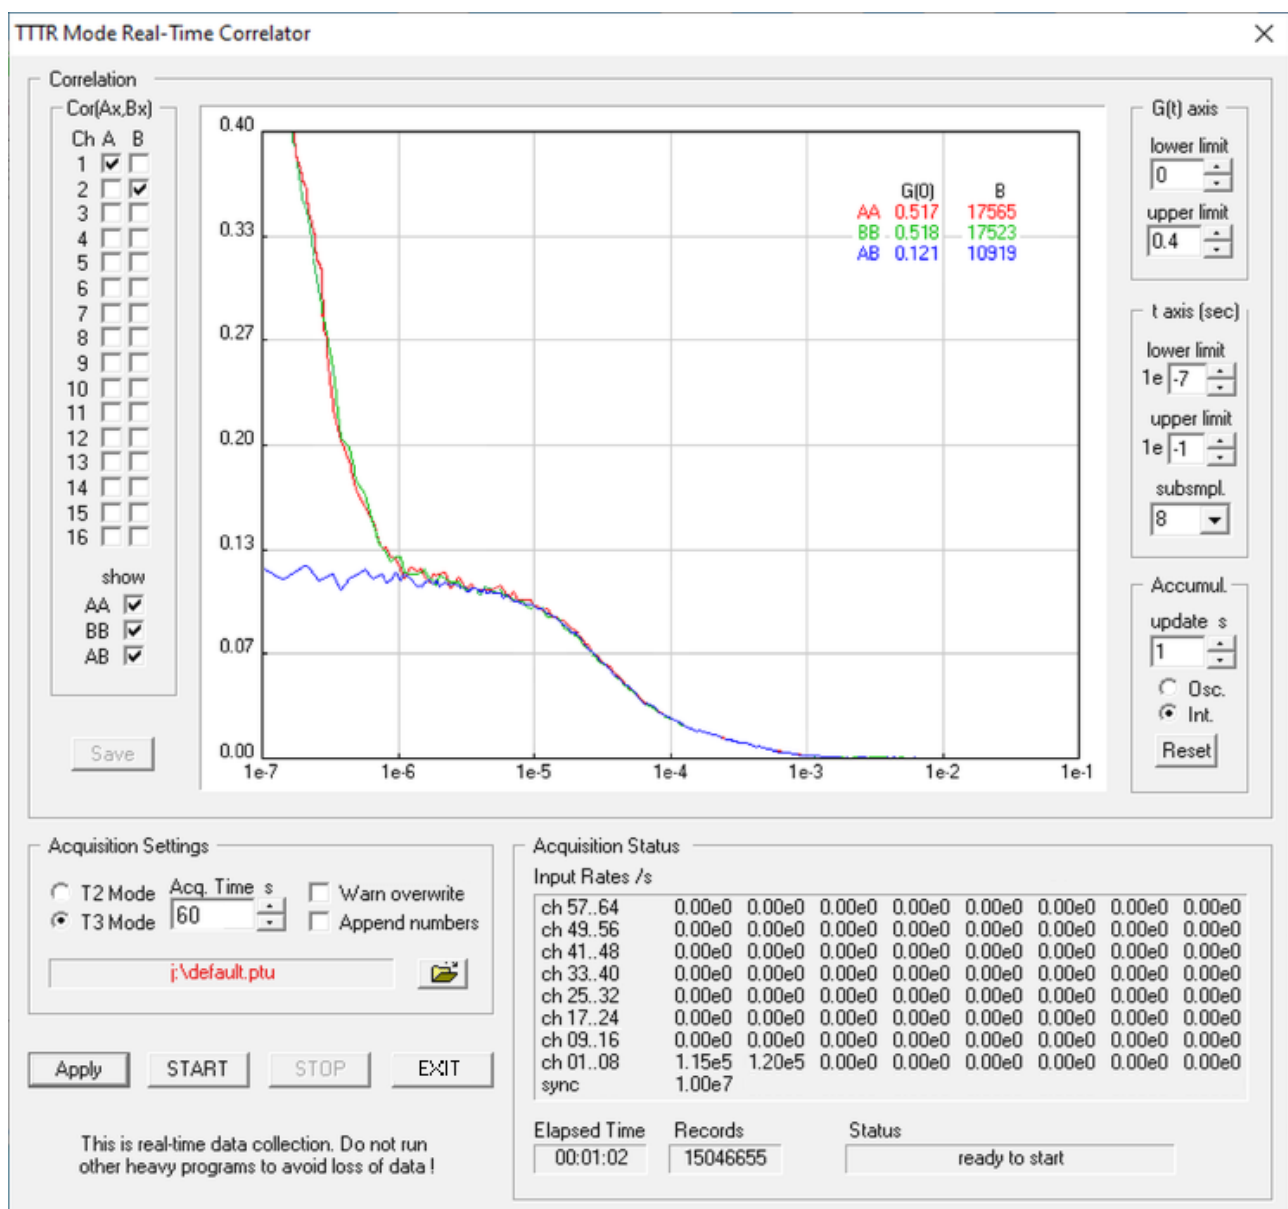 TTTR Mode Real-Time Correlator
Correlation
Cor(Ax,Bx)
Ch A B
1
2
3
4
5
6
7
8
9
10
11
12
13
14
15
16
show
AA
BB
AB
Save
0.40
0.33
0.27
0.20
0.13
0.07
0.00
1e-7 1e-6 1e-5 1e-4 1e-3 1e-2 1e-1
G(0) B
AA 0.517 17565
BB 0.518 17523
AB 0.121 10919
G(t) axis
lower limit
0
upper limit
0.4
t axis (sec)
lower limit
1e -7
upper limit
1e -1
subsmpl.
8
Accumul.
update s
1
Osc.
Int.
Reset
Acquisition Settings
T2 Mode
T3 Mode
Acq. Time s
60
Warn overwrite
Append numbers
j:\default.ptu
Apply START STOP EXIT
This is real-time data collection. Do not run
other heavy programs to avoid loss of data !
Acquisition Status
Input Rates /s
ch 57..64 0.00e0 0.00e0 0.00e0 0.00e0 0.00e0 0.00e0 0.00e0 0.00e0
ch 49..56 0.00e0 0.00e0 0.00e0 0.00e0 0.00e0 0.00e0 0.00e0 0.00e0
ch 41..48 0.00e0 0.00e0 0.00e0 0.00e0 0.00e0 0.00e0 0.00e0 0.00e0
ch 33..40 0.00e0 0.00e0 0.00e0 0.00e0 0.00e0 0.00e0 0.00e0 0.00e0
ch 25..32 0.00e0 0.00e0 0.00e0 0.00e0 0.00e0 0.00e0 0.00e0 0.00e0
ch 17..24 0.00e0 0.00e0 0.00e0 0.00e0 0.00e0 0.00e0 0.00e0 0.00e0
ch 09..16 0.00e0 0.00e0 0.00e0 0.00e0 0.00e0 0.00e0 0.00e0 0.00e0
ch 01..08 1.15e5 1.20e5 0.00e0 0.00e0 0.00e0 0.00e0 0.00e0 0.00e0
sync 1.00e7
Elapsed Time Records Status
00:01:02 15046655 ready to start